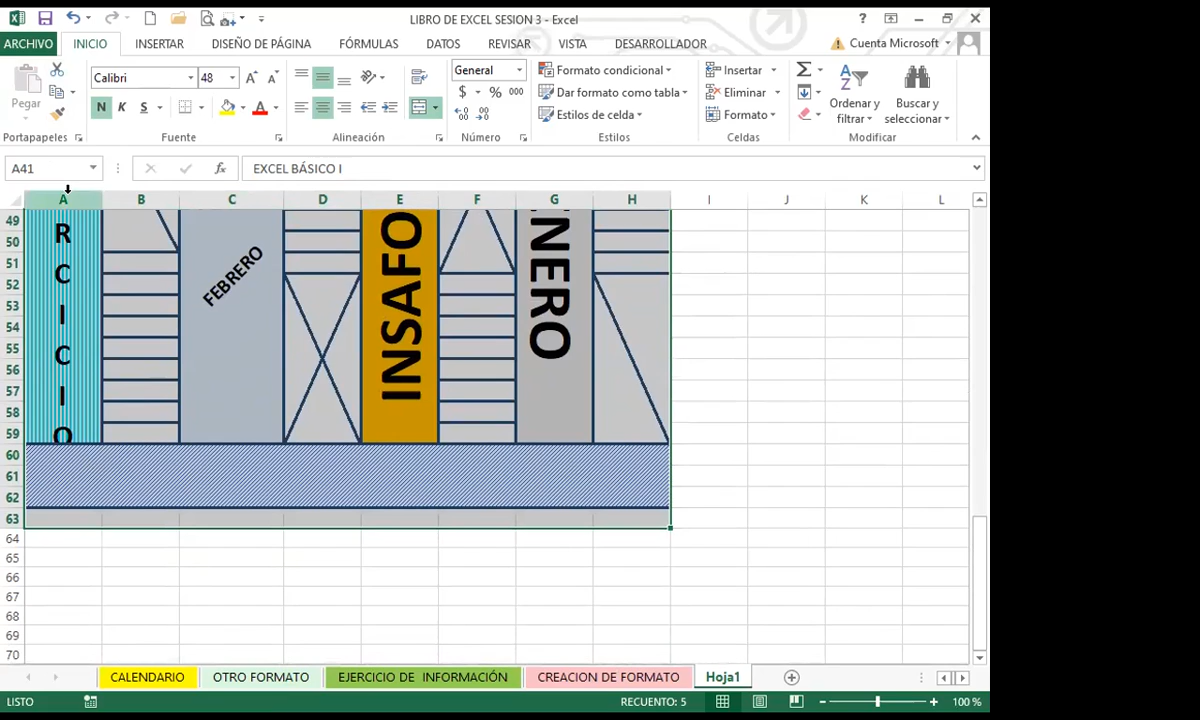 LIBRO DE EXCEL SESION 3 - Excel
?
ARCHIVO INICIO INSERTAR DISEÑO DE PÁGINA FÓRMULAS DATOS REVISAR VISTA DESARROLLADOR Cuenta Microsoft
Pegar
Calibri 48 A A
General
Formato condicional
Insertar
N K S A
$ % 000
Dar formato como tabla
Eliminar
Ordenar y filtrar
Buscar y seleccionar
Estilos de celda
Formato
Portapapeles Fuente Alineación Número Estilos Celdas Modificar
A41 fx EXCEL BÁSICO I
A B C D E F G H I J K L
49
50
51
52
53
54
55
56
57
58
59
60
61
62
63
64
65
66
67
68
69
70
R
C
I
C
I
O
FEBRERO
INSAFO
NERO
CALENDARIO OTRO FORMATO EJERCICIO DE INFORMACIÓN CREACION DE FORMATO Hoja1
LISTO RECUENTO: 5 100 %